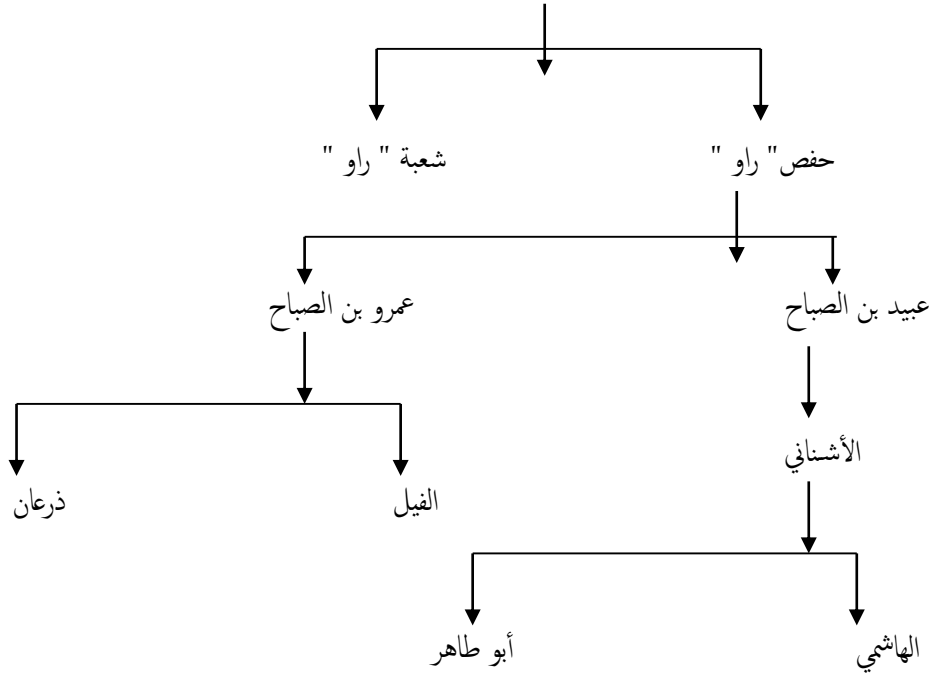 حفص" راو " شعبة " راو "
عبيد بن الصباح عمرو بن الصباح
الأشناني
الفيل ذرعان
الهاشمي أبو طاهر